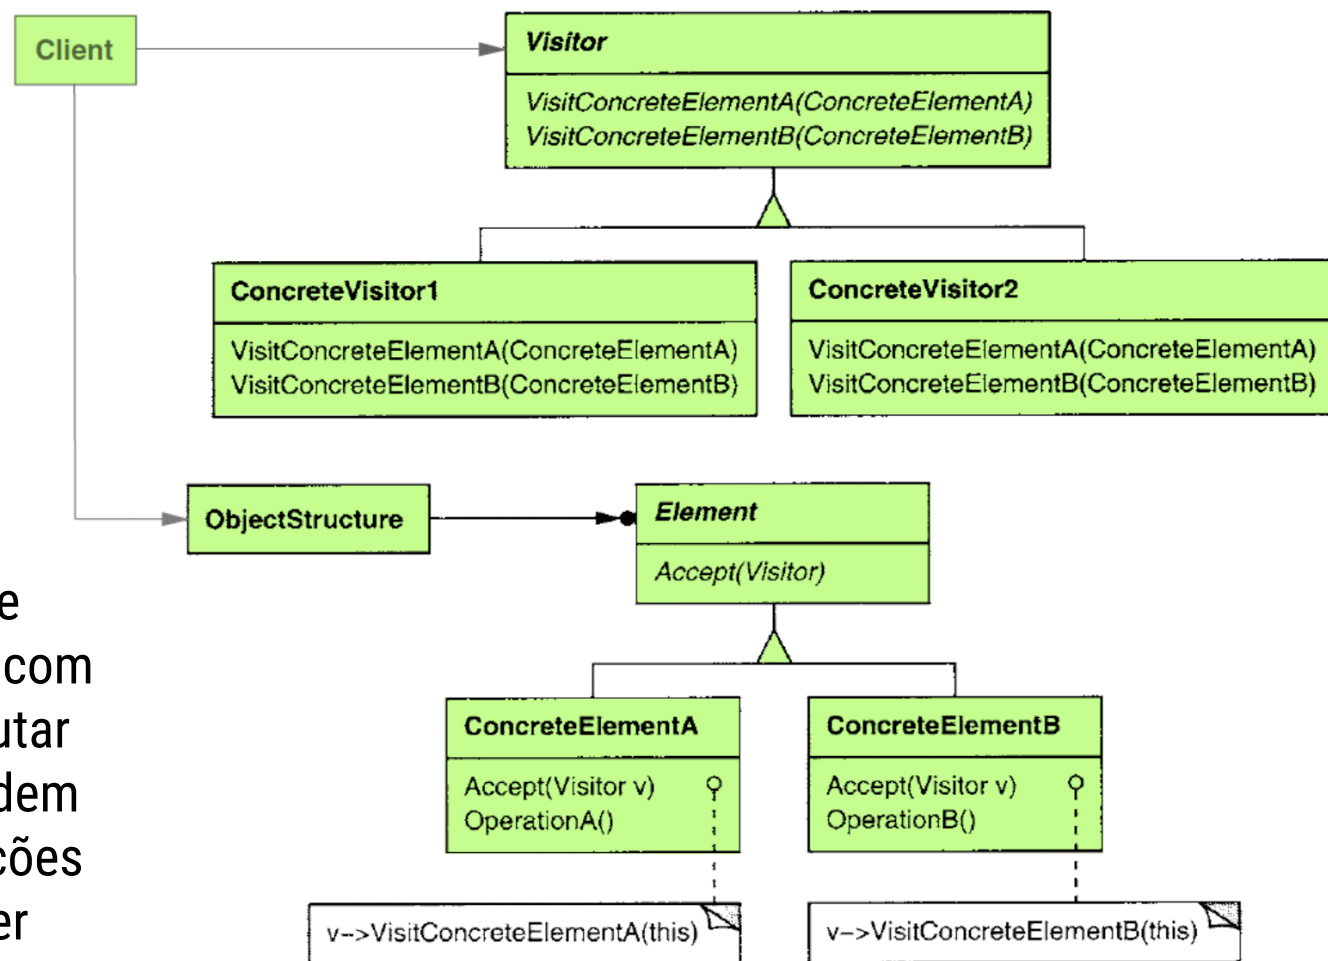 Client
Visitor
VisitConcreteElementA(ConcreteElementA)
VisitConcreteElementB(ConcreteElementB)
ConcreteVisitor1
VisitConcreteElementA(ConcreteElementA)
VisitConcreteElementB(ConcreteElementB)
ConcreteVisitor2
VisitConcreteElementA(ConcreteElementA)
VisitConcreteElementB(ConcreteElementB)
ObjectStructure
Element
Accept(Visitor)
e
com
utar
dem
ções
er
ConcreteElementA
Accept(Visitor v)
OperationA()
ConcreteElementB
Accept(Visitor v)
OperationB()
v->VisitConcreteElementA(this)
v->VisitConcreteElementB(this)